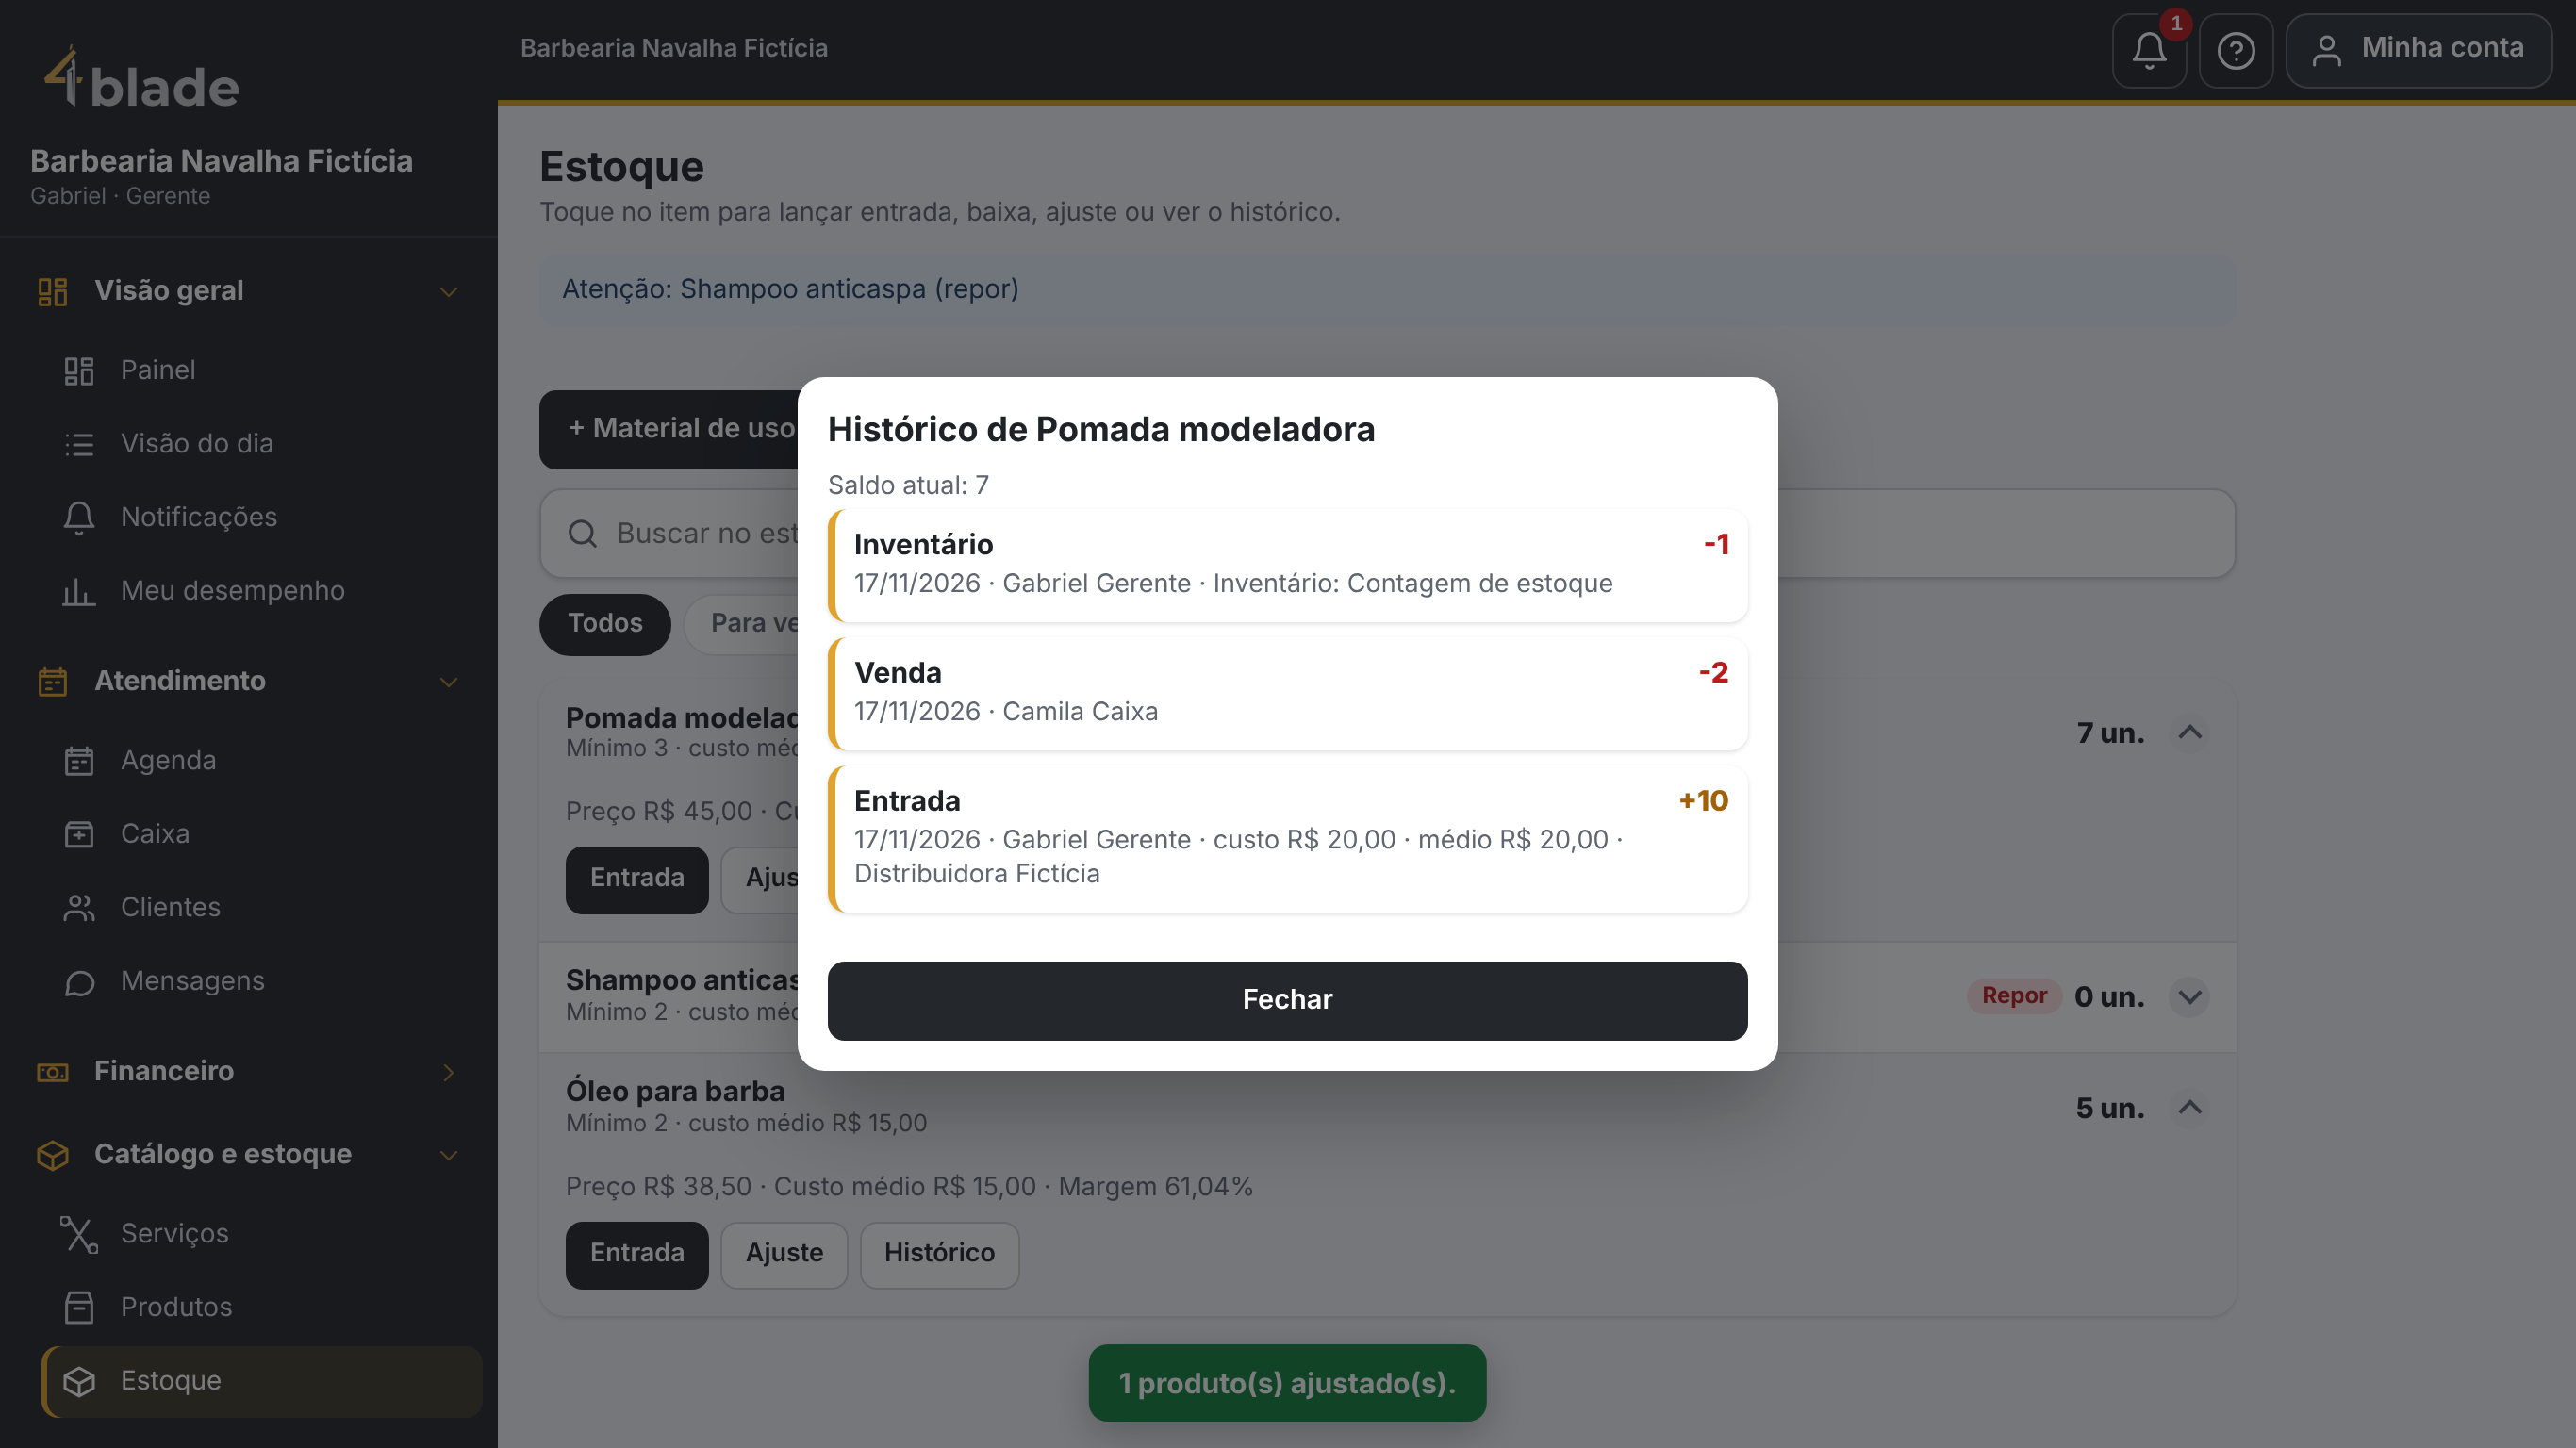 4blade
Barbearia Navalha Fictícia
Gabriel · Gerente
Visão geral
Painel
Visão do dia
Notificações
Meu desempenho
Atendimento
Agenda
Caixa
Clientes
Mensagens
Financeiro
Catálogo e estoque
Serviços
Produtos
Estoque
Barbearia Navalha Fictícia
1
Minha conta
Estoque
Toque no item para lançar entrada, baixa, ajuste ou ver o histórico.
Atenção: Shampoo anticaspa (repor)
+ Material de uso
Buscar no est
Todos
Para ve
Pomada modelad
7 un.
Mínimo 3 · custo méd
Preço R$ 45,00 · Cu
Entrada
Ajus
Shampoo anticas
Repor
0 un.
Mínimo 2 · custo méd
Óleo para barba
5 un.
Mínimo 2 · custo médio R$ 15,00
Preço R$ 38,50 · Custo médio R$ 15,00 · Margem 61,04%
Entrada
Ajuste
Histórico
Histórico de Pomada modeladora
Saldo atual: 7
Inventário
-1
17/11/2026 · Gabriel Gerente · Inventário: Contagem de estoque
Venda
-2
17/11/2026 · Camila Caixa
Entrada
+10
17/11/2026 · Gabriel Gerente · custo R$ 20,00 · médio R$ 20,00 ·
Distribuidora Fictícia
Fechar
1 produto(s) ajustado(s).